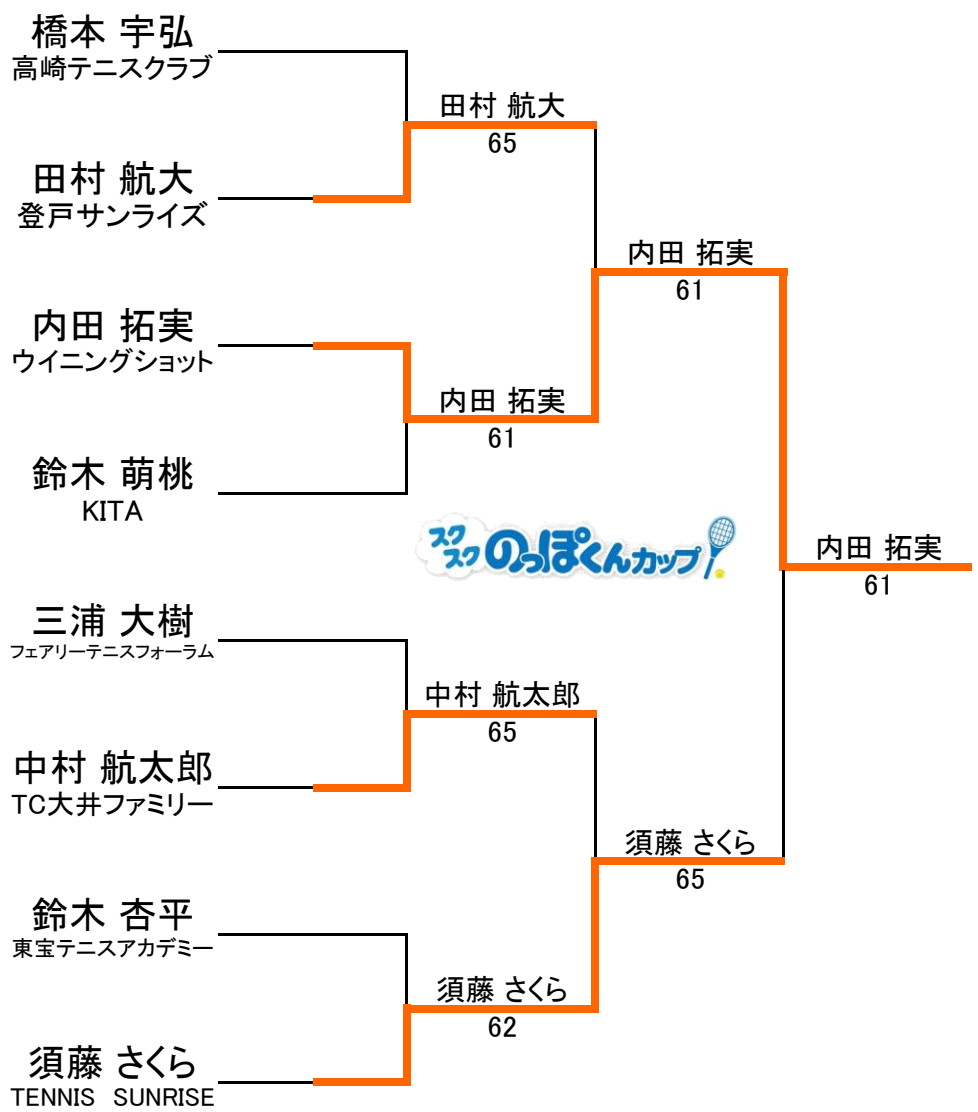 橋本 宇弘
高崎テニスクラブ
田村 航大
65
田村 航大
登戸サンライズ
内田 拓実
61
内田 拓実
ウイニングショット
内田 拓実
61
鈴木 萌桃
KITA
スク
スク
のっぽくんカップ
内田 拓実
61
三浦 大樹
フェアリーテニスフォーラム
中村 航太郎
65
中村 航太郎
TC大井ファミリー
須藤 さくら
65
鈴木 杏平
東宝テニスアカデミー
須藤 さくら
62
須藤 さくら
TENNIS SUNRISE